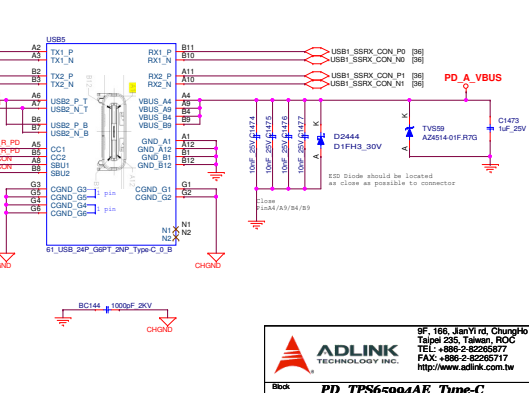 USB5
A2 TX1_P RX1_P B11 USB1_SSRX_CON_P0 [36]
A3 TX1_N RX1_N B10 USB1_SSRX_CON_N0 [36]
B2 TX2_P RX2_P A11 USB1_SSRX_CON_P1 [36]
B3 TX2_N RX2_N A10 USB1_SSRX_CON_N1 [36]
PD_A_VBUS
A6 USB2_P_T VBUS_A4 A4
A7 USB2_N_T VBUS_A9 A9
B6 USB2_P_B VBUS_B4 B4
B7 USB2_N_B VBUS_B9 B9
A5 CC1 GND_A1 A1
B5 CC2 GND_A12 A12
A8 SBU1 GND_B1 B1
B8 SBU2 GND_B12 B12
G3 CGND_G3 1 pin CGND_G1 G1
G5 CGND_G5 CGND_G2 G2
G4 CGND_G4 1 pin
G6 CGND_G6
N1 N1
N2 N2
61_USB_24P_G6PT_2NP_Type-C_0_B
10nF_25V C1474
10nF_25V C1475
10nF_25V C1476
10nF_25V C1477
K
D2444
D1FH3_30V
A
K
TVS59
AZ4514-01F.R7G
A
C1473
1uF_25V
ESD Diode should be located
as close as possible to connector
Close
PinA4/A9/B4/B9
CHGND
BC144 1000pF_2KV
CHGND
ADLINK
TECHNOLOGY INC.
9F, 166, JianYi rd, ChungHo
Taipei 235, Taiwan, ROC
TEL: +886-2-82265877
FAX: +886-2-82265717
http://www.adlink.com.tw
Block
PD_TPS65994AE_Type-C